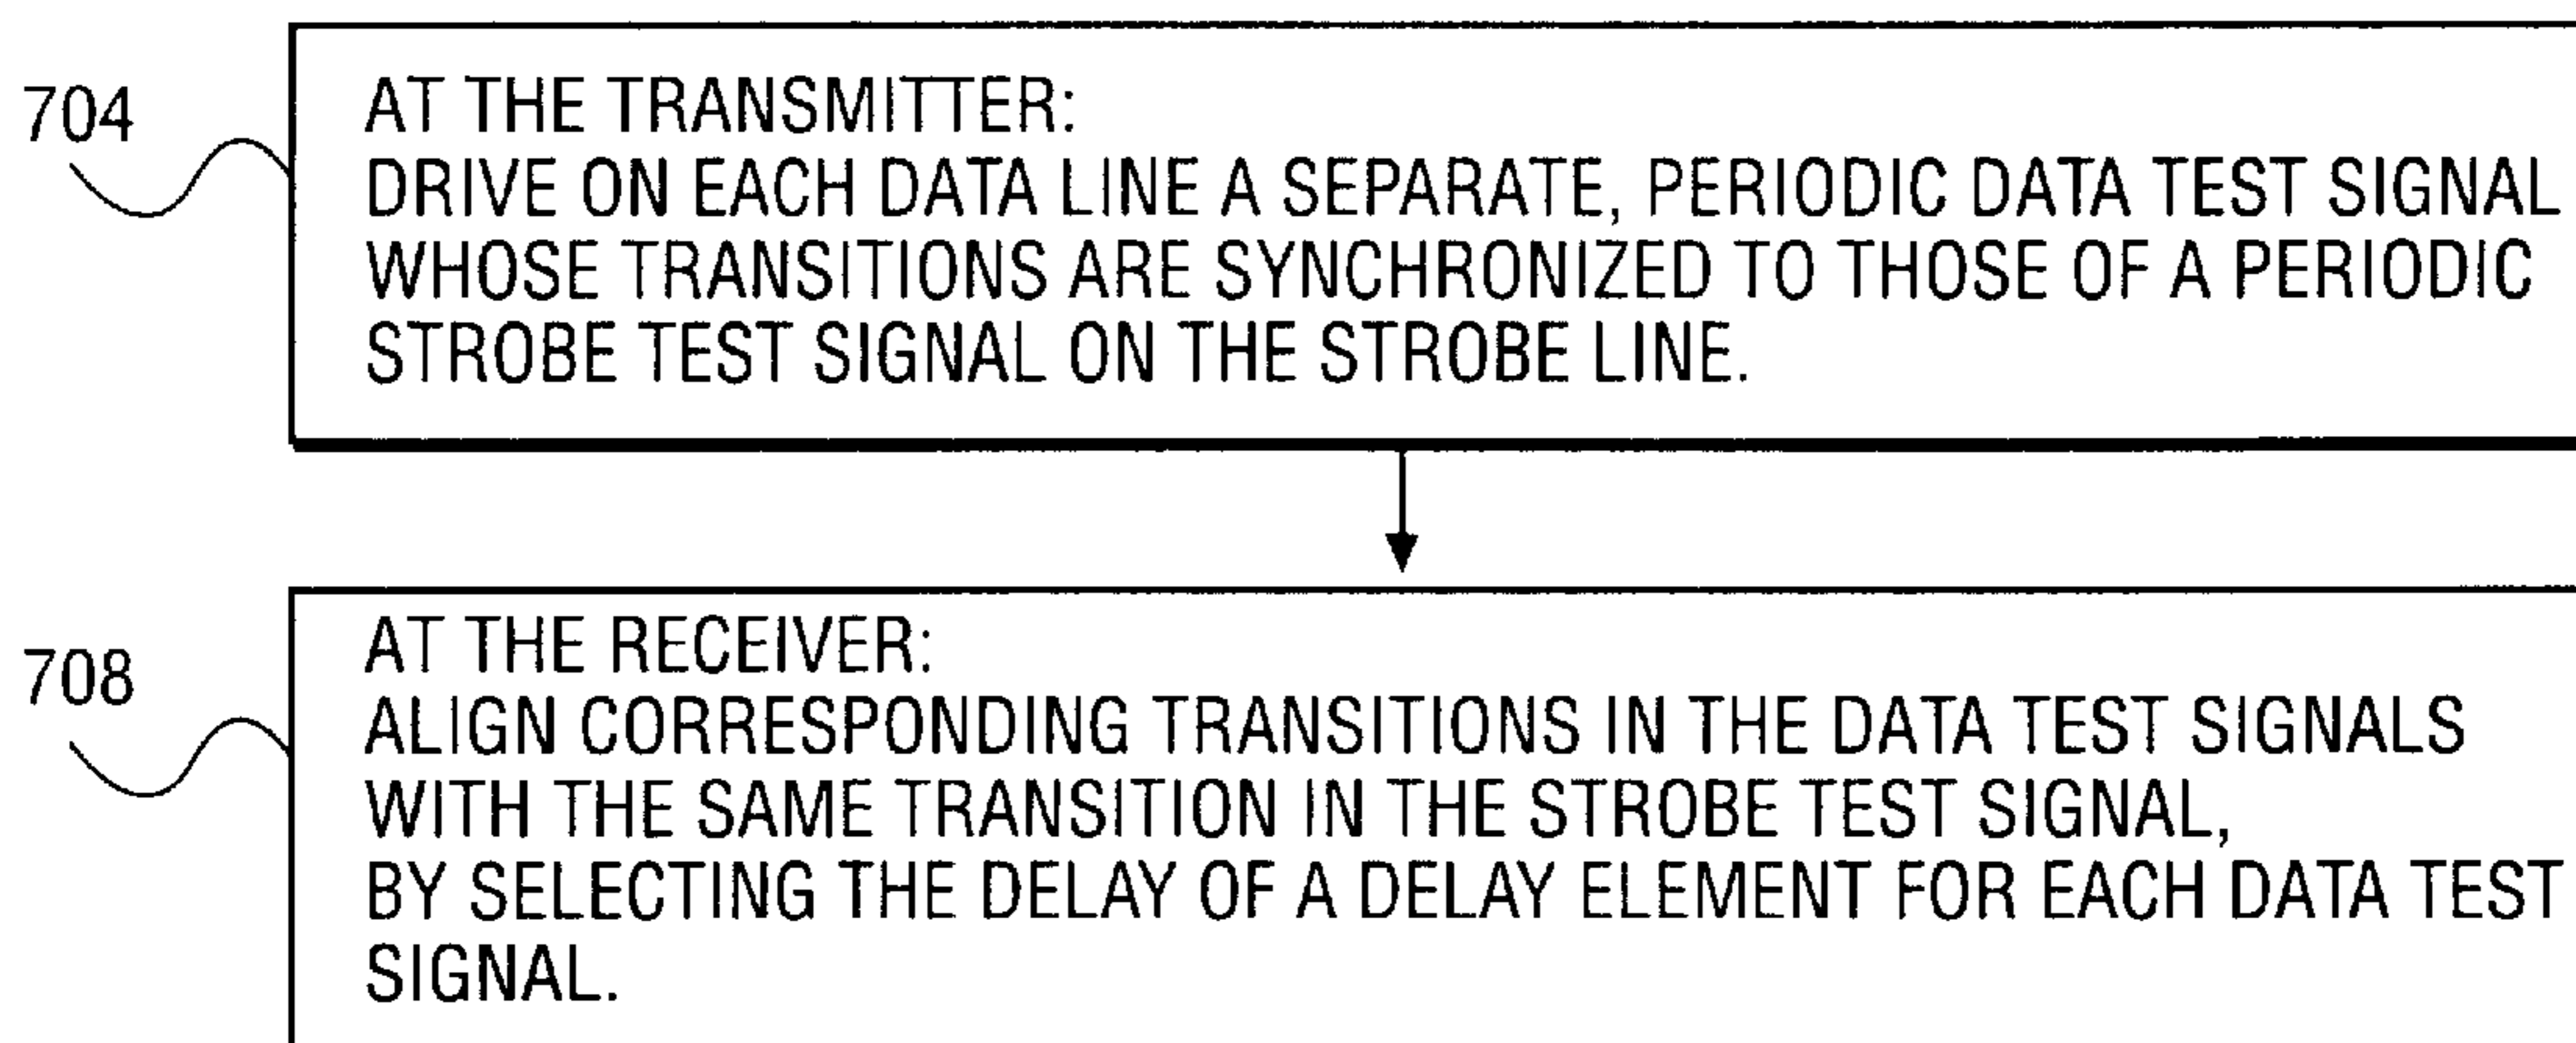 704
AT THE TRANSMITTER:
DRIVE ON EACH DATA LINE A SEPARATE, PERIODIC DATA TEST SIGNAL
WHOSE TRANSITIONS ARE SYNCHRONIZED TO THOSE OF A PERIODIC
STROBE TEST SIGNAL ON THE STROBE LINE.
708
AT THE RECEIVER:
ALIGN CORRESPONDING TRANSITIONS IN THE DATA TEST SIGNALS
WITH THE SAME TRANSITION IN THE STROBE TEST SIGNAL,
BY SELECTING THE DELAY OF A DELAY ELEMENT FOR EACH DATA TEST
SIGNAL.